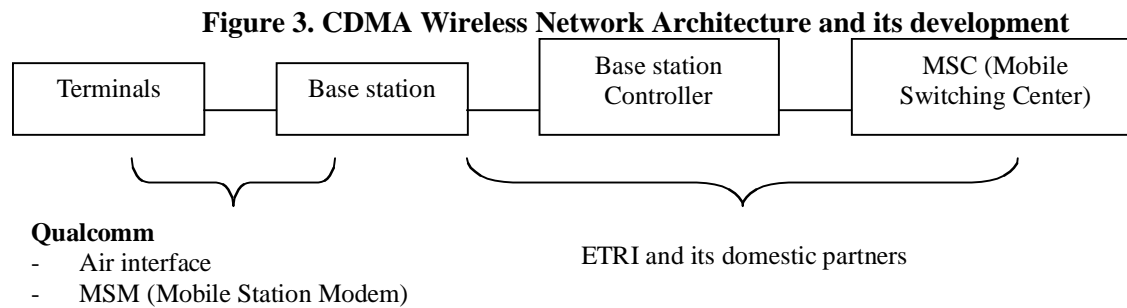 Figure 3. CDMA Wireless Network Architecture and its development
Terminals
Base station
Base station
Controller
MSC (Mobile
Switching Center)
Qualcomm
- Air interface
- MSM (Mobile Station Modem)
ETRI and its domestic partners